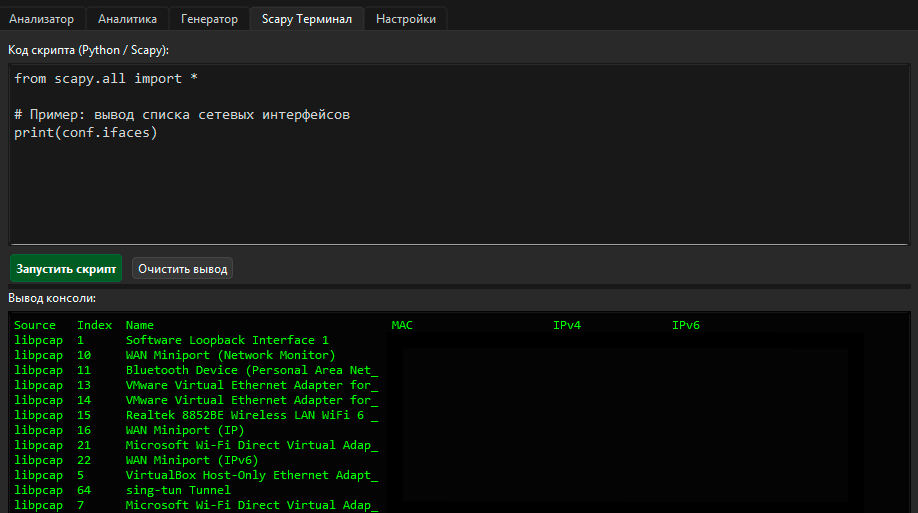 Анализатор Аналитика Генератор Scapy Терминал Настройки
Код скрипта (Python / Scapy):
from scapy.all import *
# Пример: вывод списка сетевых интерфейсов
print(conf.ifaces)
Запустить скрипт Очистить вывод
Вывод консоли:
Source Index Name MAC IPv4 IPv6
libpcap 1 Software Loopback Interface 1
libpcap 10 WAN Miniport (Network Monitor)
libpcap 11 Bluetooth Device (Personal Area Net_
libpcap 13 VMware Virtual Ethernet Adapter for_
libpcap 14 VMware Virtual Ethernet Adapter for_
libpcap 15 Realtek 8852BE Wireless LAN WiFi 6 _
libpcap 16 WAN Miniport (IP)
libpcap 21 Microsoft Wi-Fi Direct Virtual Adap_
libpcap 22 WAN Miniport (IPv6)
libpcap 5 VirtualBox Host-Only Ethernet Adapt_
libpcap 64 sing-tun Tunnel
libpcap 7 Microsoft Wi-Fi Direct Virtual Adap_